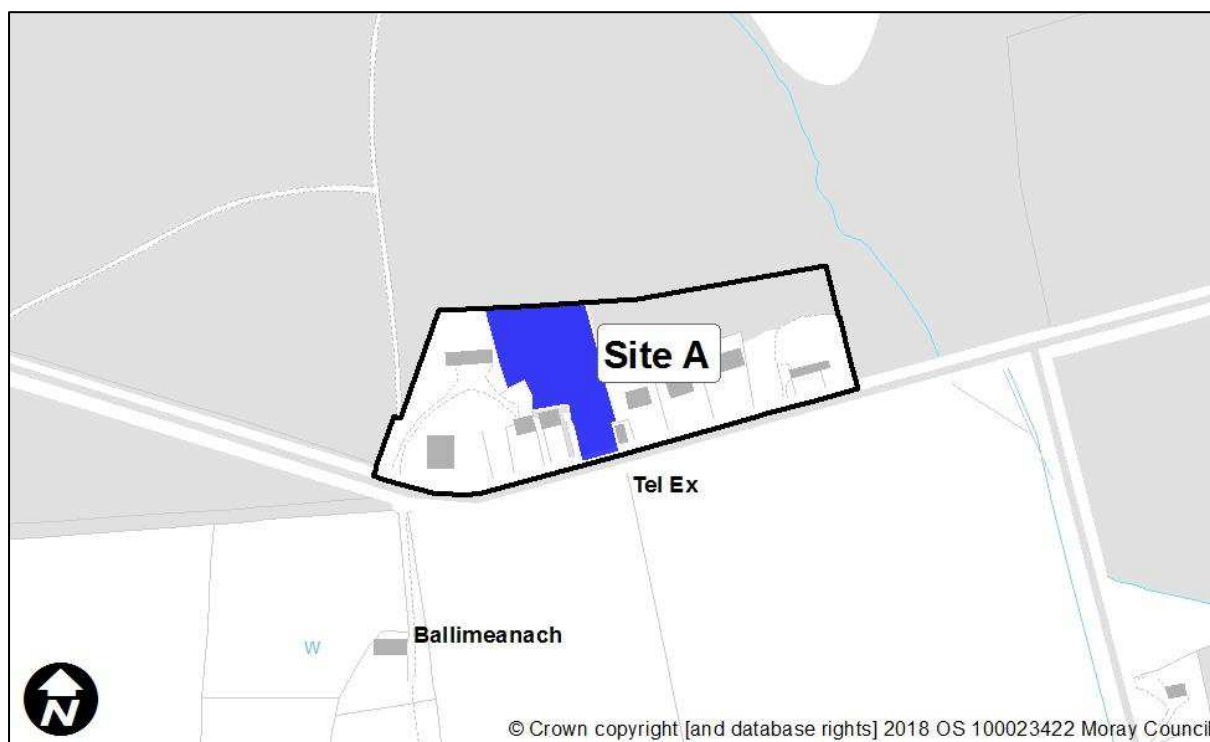 Site A
Tel Ex
Ballimeanach
W
N
© Crown copyright [and database rights] 2018 OS 100023422 Moray Council